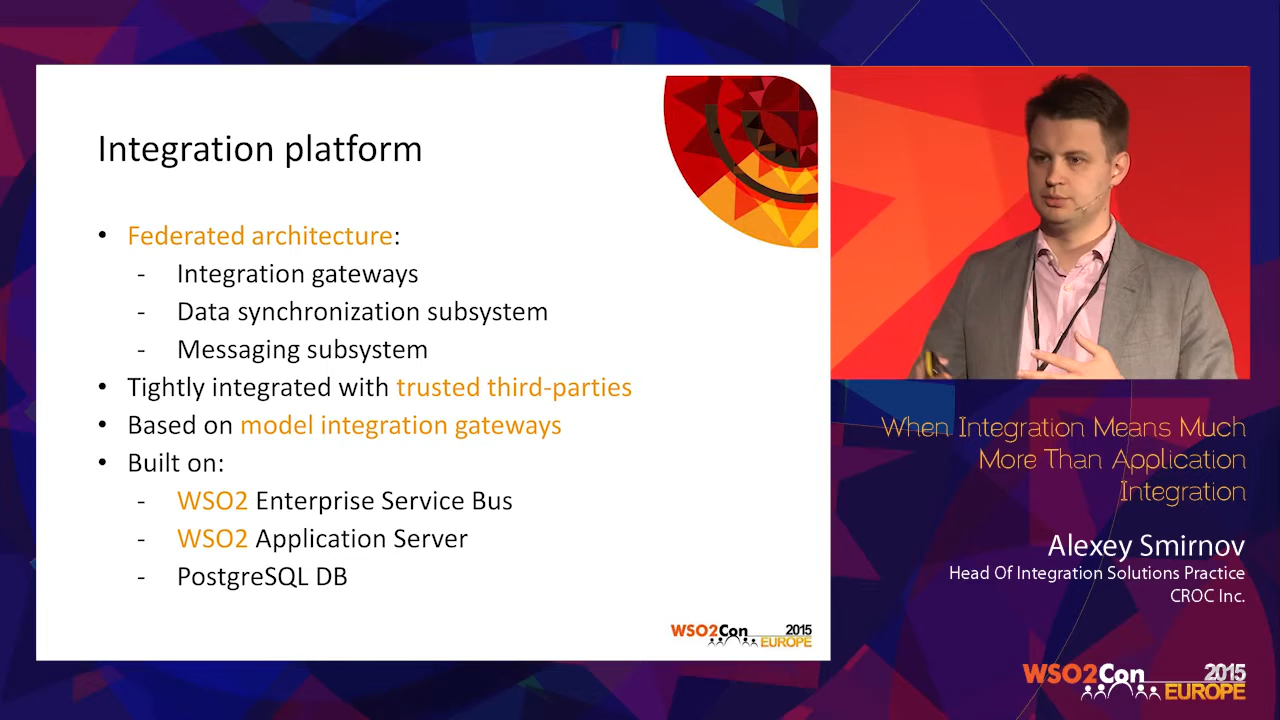 Integration platform
• Federated architecture:
- Integration gateways
- Data synchronization subsystem
- Messaging subsystem
• Tightly integrated with trusted third-parties
• Based on model integration gateways
• Built on:
- WSO2 Enterprise Service Bus
- WSO2 Application Server
- PostgreSQL DB
WSO2Con 2015
EUROPE
When Integration Means Much
More Than Application
Integration
Alexey Smirnov
Head Of Integration Solutions Practice
CROC Inc.
WSO2Con 2015
EUROPE